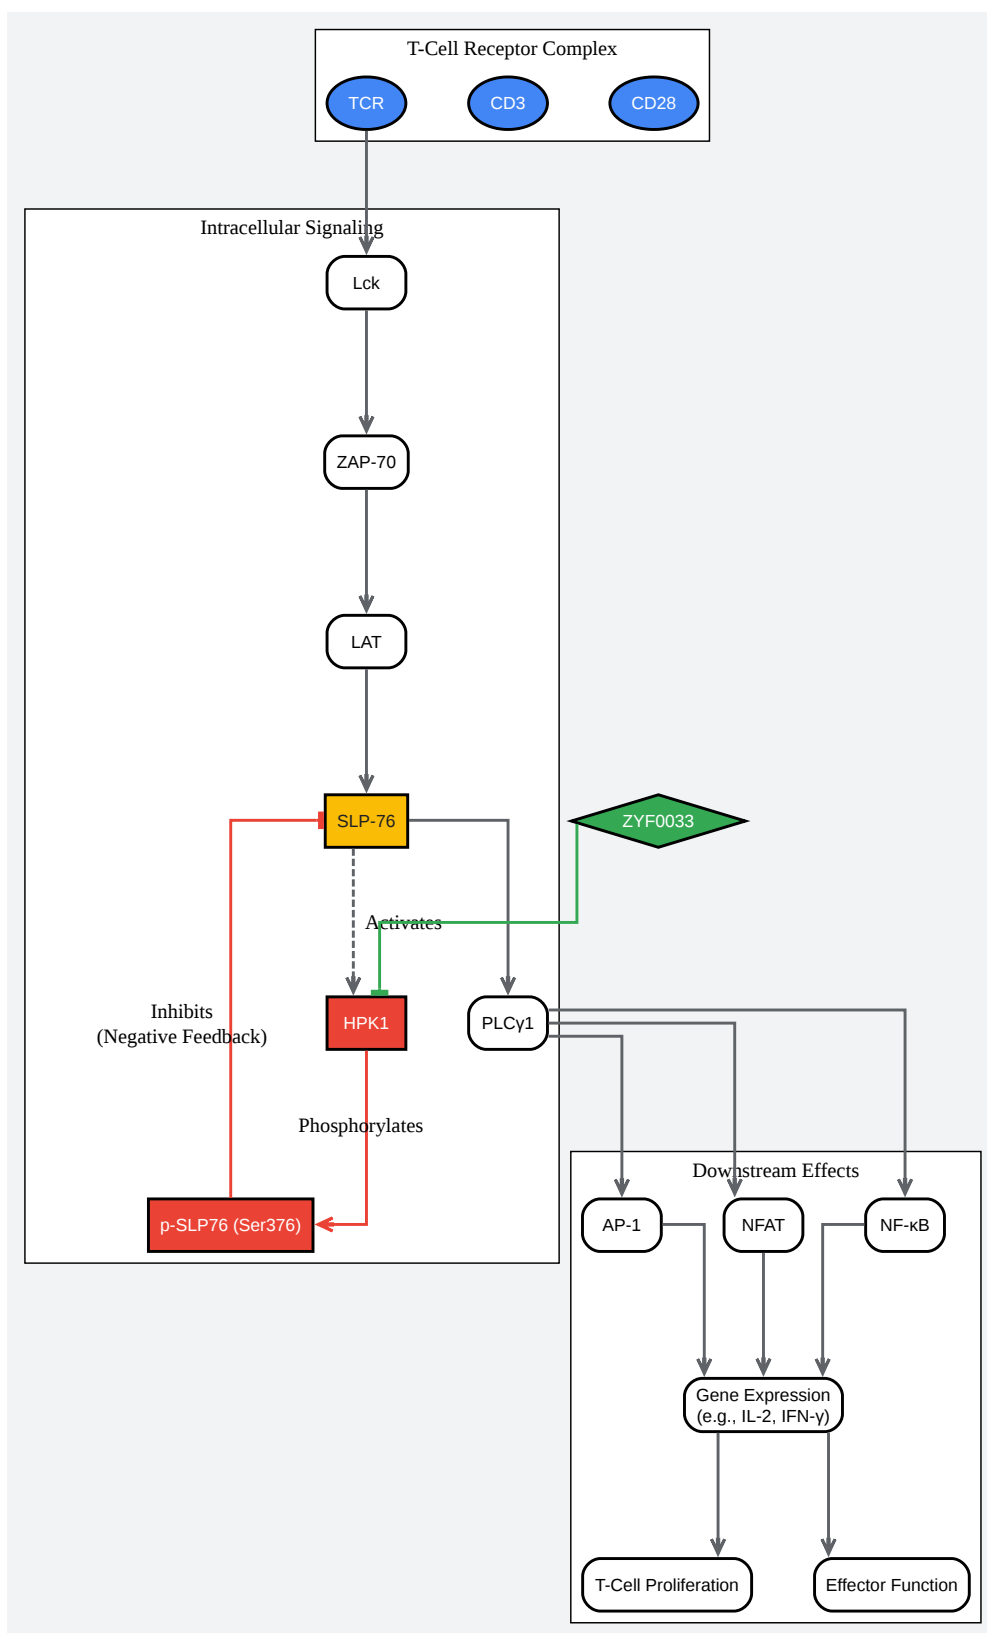 T-Cell Receptor Complex
TCR
CD3
CD28
Intracellular Signaling
Lck
ZAP-70
LAT
SLP-76
ZYF0033
Activates
Inhibits
(Negative Feedback)
HPK1
PLCγ1
Phosphorylates
Downstream Effects
p-SLP76 (Ser376)
AP-1
NFAT
NF-κB
Gene Expression
(e.g., IL-2, IFN-γ)
T-Cell Proliferation
Effector Function